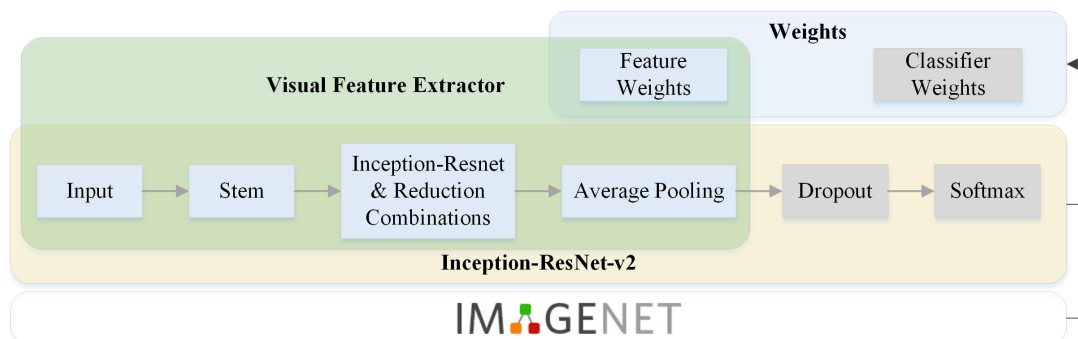 Weights
Feature
Weights
Classifier
Weights
Visual Feature Extractor
Input
Stem
Inception-Resnet
& Reduction
Combinations
Average Pooling
Dropout
Softmax
Inception-ResNet-v2
IMAGENET